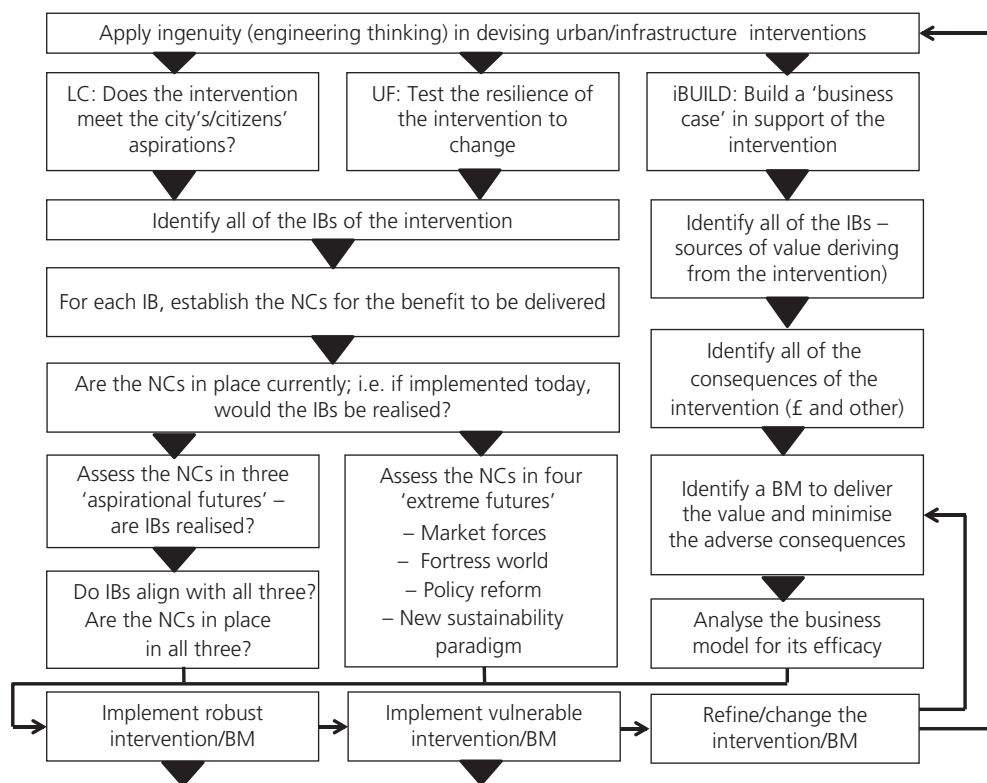 Apply ingenuity (engineering thinking) in devising urban/infrastructure interventions
LC: Does the intervention
meet the city's/citizens'
aspirations?
UF: Test the resilience of
the intervention to
change
iBUILD: Build a 'business
case' in support of the
intervention
Identify all of the IBs of the intervention
Identify all of the IBs –
sources of value deriving
from the intervention)
For each IB, establish the NCs for the benefit to be delivered
Identify all of the
consequences of the
intervention (£ and other)
Are the NCs in place currently; i.e. if implemented today,
would the IBs be realised?
Assess the NCs in three
'aspirational futures' –
are IBs realised?
Assess the NCs in four
'extreme futures'
– Market forces
– Fortress world
– Policy reform
– New sustainability
paradigm
Identify a BM to deliver
the value and minimise
the adverse consequences
Do IBs align with all three?
Are the NCs in place
in all three?
Analyse the business
model for its efficacy
Implement robust
intervention/BM
Implement vulnerable
intervention/BM
Refine/change the
intervention/BM